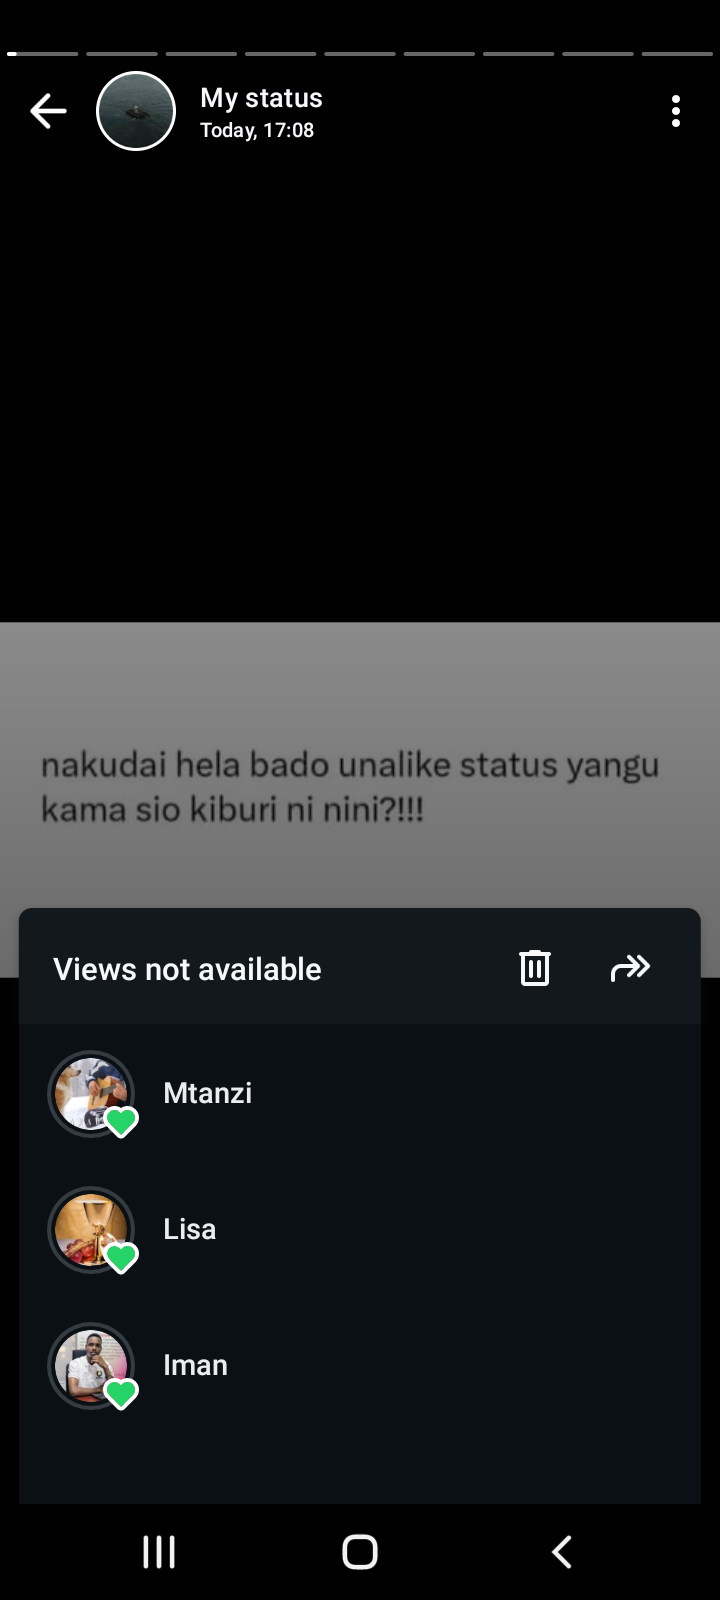 My status
Today, 17:08
nakudai hela bado unalike status yangu
kama sio kiburi ni nini?!!!
Views not available
Mtanzi
Lisa
Iman